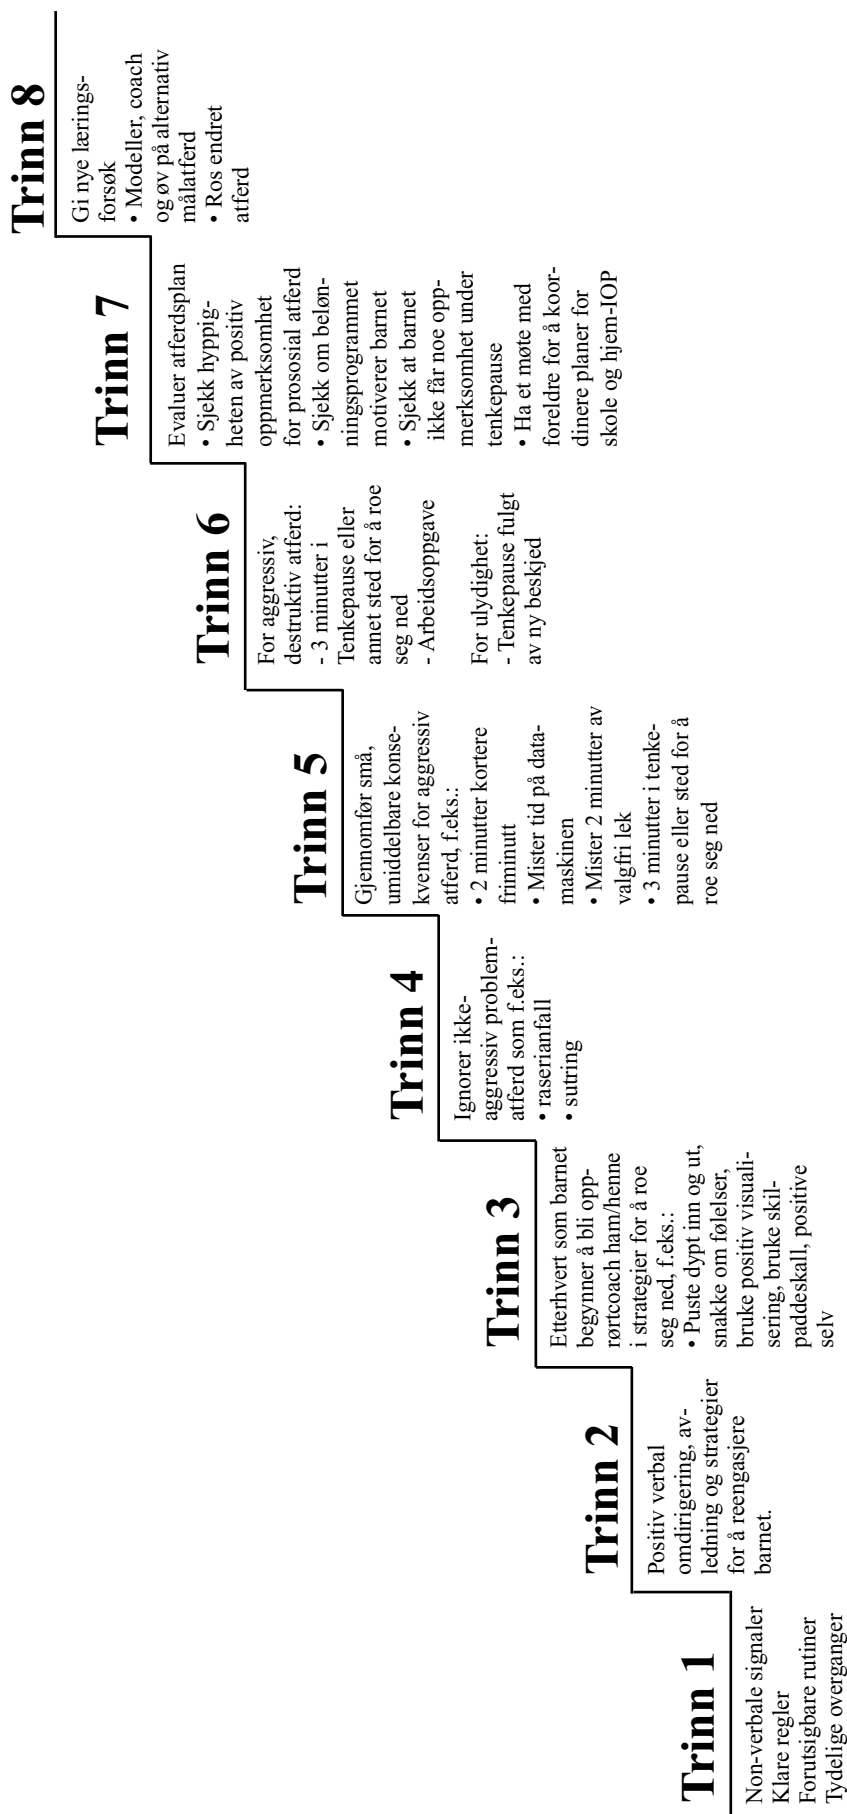 Trinn 1
Non-verbale signaler
Klare regler
Forutsigbare rutiner
Tydelige overganger
Trinn 2
Positiv verbal
omdirigering, av-
ledning og strategier
for å reengasjere
barnet.
Trinn 3
Etterhvert som barnet
begynner å bli opp-
rørtcoach ham/henne
i strategier for å roe
seg ned, f.eks.:
• Puste dypt inn og ut,
snakke om følelser,
bruke positiv visuali-
sering, bruke skil-
paddeskall, positive
selv
Trinn 4
Ignorer ikke-
aggressiv problem-
atferd som f.eks.:
• raserianfall
• sutring
Trinn 5
Gjennomfør små,
umiddelbare konse-
kvenser for aggressiv
atferd, f.eks.:
• 2 minutter kortere
friminutt
• Mister tid på data-
maskinen
• Mister 2 minutter av
valgfri lek
• 3 minutter i tenke-
pause eller sted for å
roe seg ned
Trinn 6
For aggressiv,
destruktiv atferd:
- 3 minutter i
Tenkepause eller
annet sted for å roe
seg ned
- Arbeidsoppgave
For ulydighet:
- Tenkepause fulgt
av ny beskjed
Trinn 7
Evaluer atferdsplan
• Sjekk hyppig-
heten av positiv
oppmerksomhet
for prososial atferd
• Sjekk om beløn-
ningsprogrammet
motiverer barnet
• Sjekk at barnet
ikke får noe opp-
merksomhet under
tenkepause
• Ha et møte med
foreldre for å koor-
dinere planer for
skole og hjem-IOP
Trinn 8
Gi nye lærings-
forsøk
• Modeller, coach
og øv på alternativ
målatferd
• Ros endret
atferd